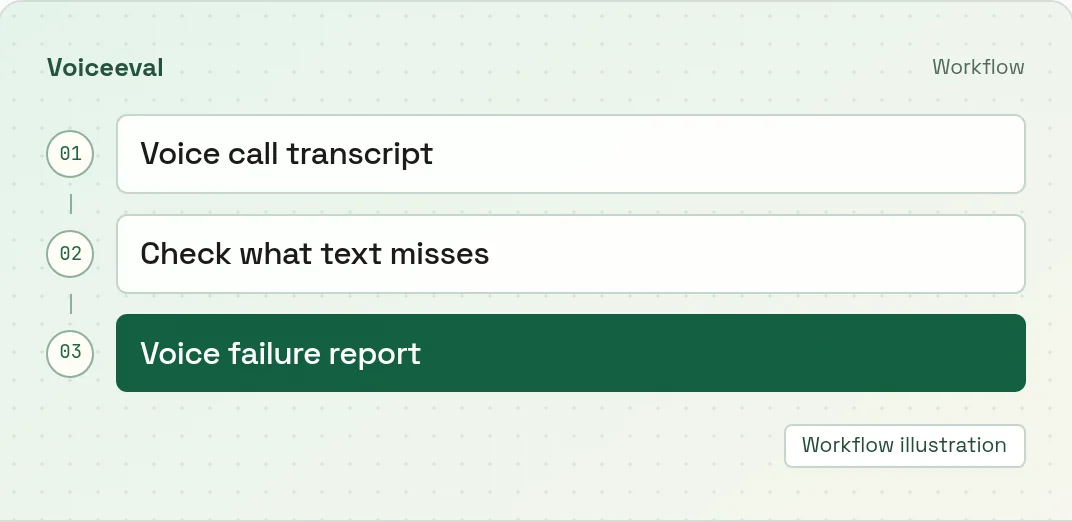 Voiceeval
Workflow
01
Voice call transcript
02
Check what text misses
03
Voice failure report
Workflow illustration